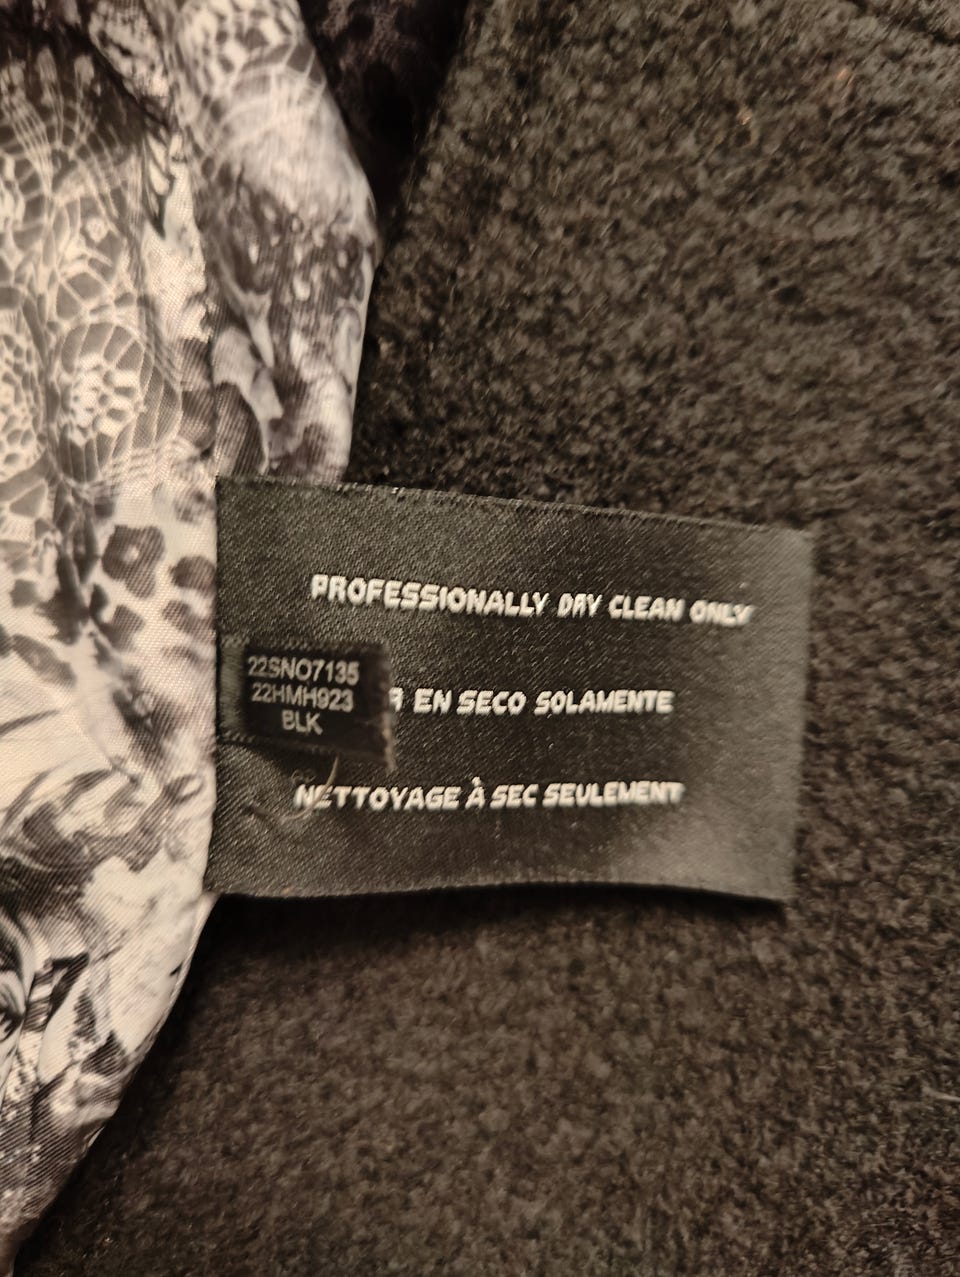 PROFESSIONALLY DRY CLEAN ONLY
22SNO7135
22HMH923
BLK
EN SECO SOLAMENTE
NETTOYAGE À SEC SEULEMENT